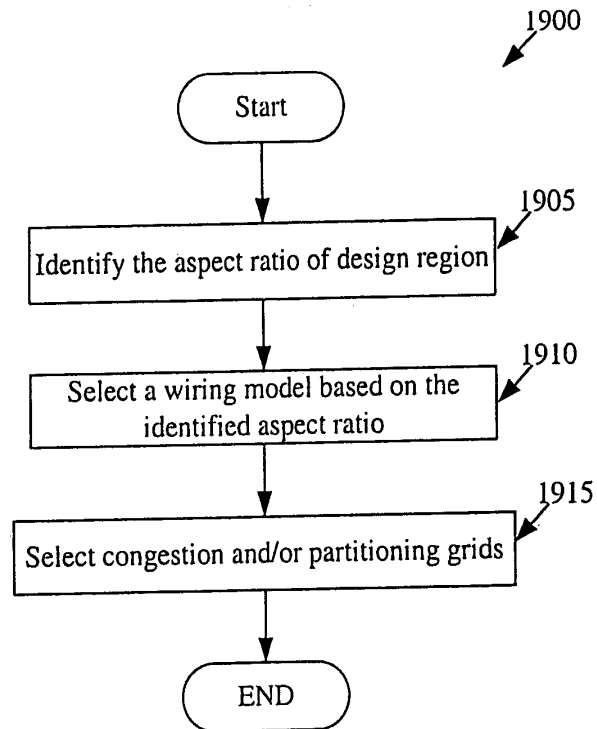 1900
Start
1905
Identify the aspect ratio of design region
1910
Select a wiring model based on the
identified aspect ratio
1915
Select congestion and/or partitioning grids
END